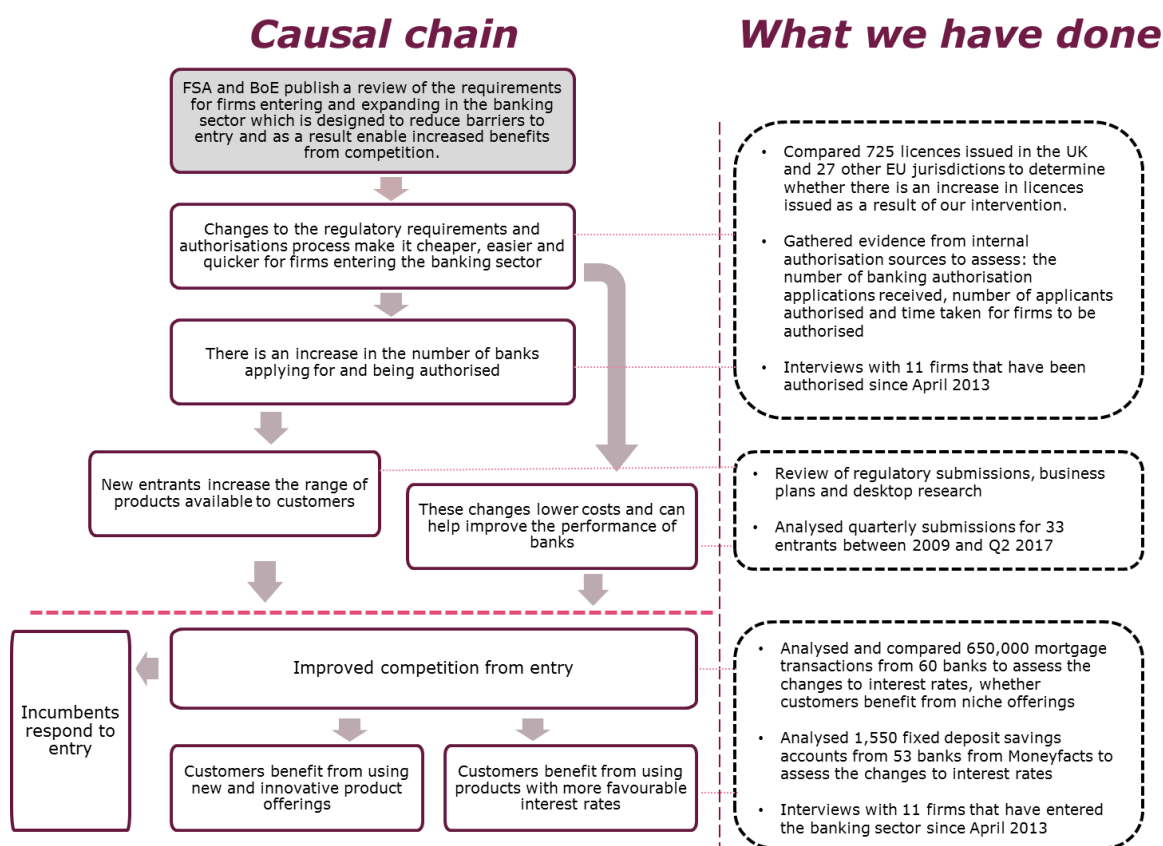 Causal chain
What we have done
FSA and BoE publish a review of the requirements
for firms entering and expanding in the banking
sector which is designed to reduce barriers to
entry and as a result enable increased benefits
from competition.
Changes to the regulatory requirements and
authorisations process make it cheaper, easier and
quicker for firms entering the banking sector
There is an increase in the number of banks
applying for and being authorised
New entrants increase the range of
products available to customers
These changes lower costs and can
help improve the performance of
banks
Improved competition from entry
Incumbents
respond to
entry
Customers benefit from using
new and innovative product
offerings
Customers benefit from using
products with more favourable
interest rates
• Compared 725 licences issued in the UK
and 27 other EU jurisdictions to determine
whether there is an increase in licences
issued as a result of our intervention.
• Gathered evidence from internal
authorisation sources to assess: the
number of banking authorisation
applications received, number of applicants
authorised and time taken for firms to be
authorised
• Interviews with 11 firms that have been
authorised since April 2013
• Review of regulatory submissions, business
plans and desktop research
• Analysed quarterly submissions for 33
entrants between 2009 and Q2 2017
• Analysed and compared 650,000 mortgage
transactions from 60 banks to assess the
changes to interest rates, whether
customers benefit from niche offerings
• Analysed 1,550 fixed deposit savings
accounts from 53 banks from Moneyfacts to
assess the changes to interest rates
• Interviews with 11 firms that have entered
the banking sector since April 2013